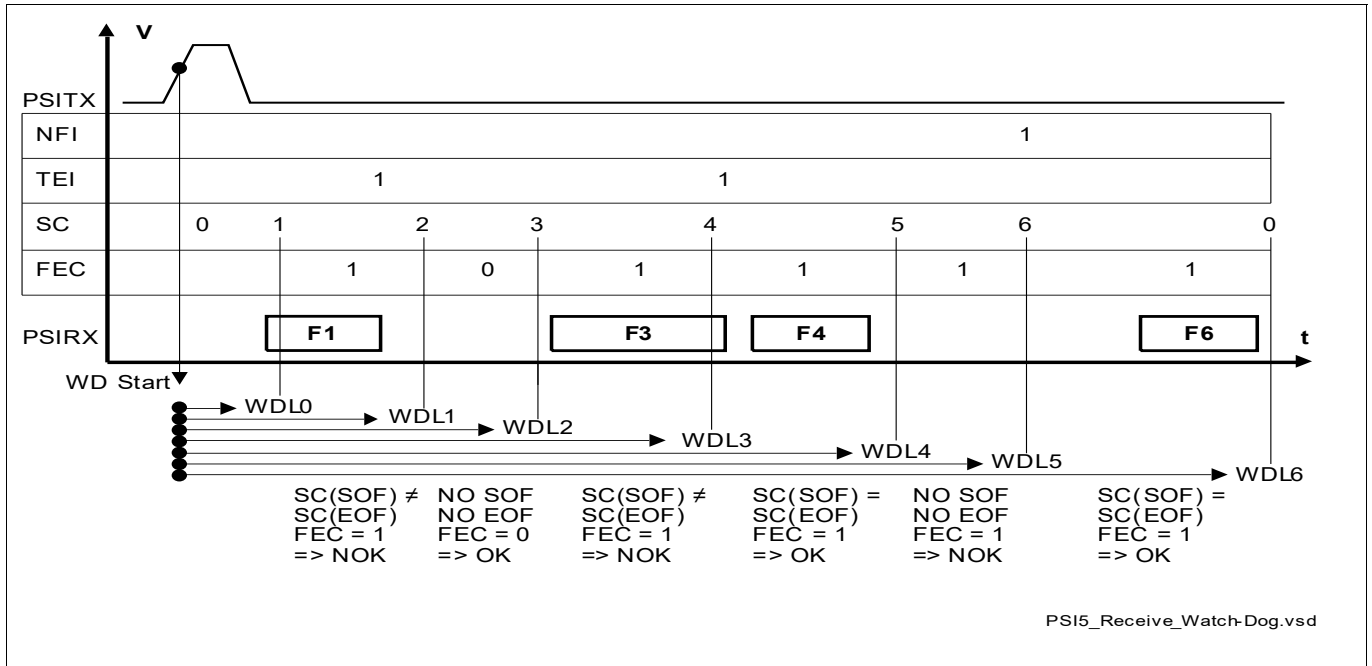 V
PSITX
NFI 1
TEI 1 1
SC 0 1 2 3 4 5 6 0
FEC 1 0 1 1 1 1
PSIRX F1 F3 F4 F6 t
WD Start
WDL0
WDL1
WDL2
WDL3
WDL4
WDL5
WDL6
SC(SOF) ≠
SC(EOF)
FEC = 1
=> NOK
NO SOF
NO EOF
FEC = 0
=> OK
SC(SOF) ≠
SC(EOF)
FEC = 1
=> NOK
SC(SOF) =
SC(EOF)
FEC = 1
=> OK
NO SOF
NO EOF
FEC = 1
=> NOK
SC(SOF) =
SC(EOF)
FEC = 1
=> OK
PSI5_Receive_Watch-Dog.vsd